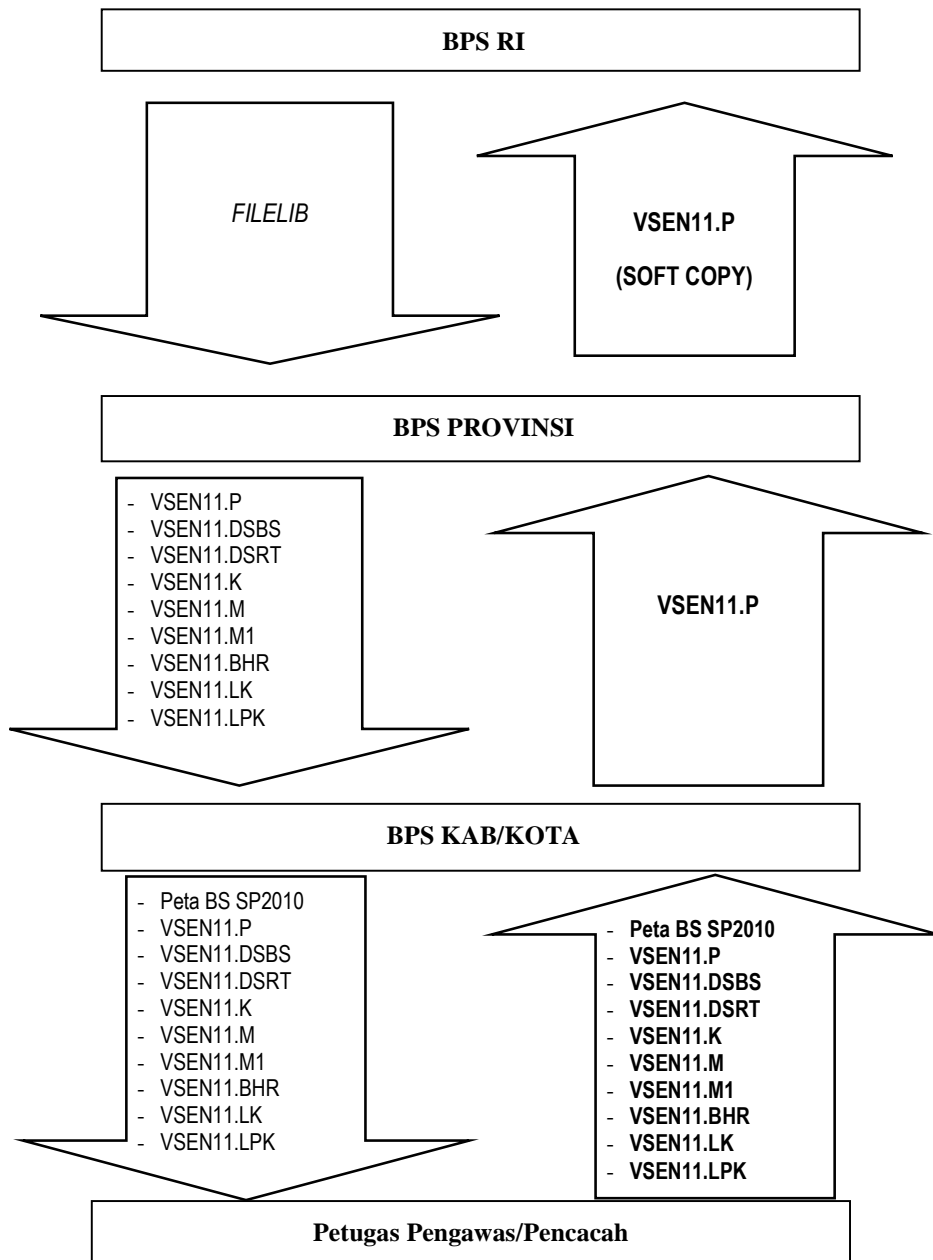 BPS RI
FILELIB
VSEN11.P
(SOFT COPY)
BPS PROVINSI
- VSEN11.P
- VSEN11.DSBS
- VSEN11.DSRT
- VSEN11.K
- VSEN11.M
- VSEN11.M1
- VSEN11.BHR
- VSEN11.LK
- VSEN11.LPK
VSEN11.P
BPS KAB/KOTA
- Peta BS SP2010
- VSEN11.P
- VSEN11.DSBS
- VSEN11.DSRT
- VSEN11.K
- VSEN11.M
- VSEN11.M1
- VSEN11.BHR
- VSEN11.LK
- VSEN11.LPK
- Peta BS SP2010
- VSEN11.P
- VSEN11.DSBS
- VSEN11.DSRT
- VSEN11.K
- VSEN11.M
- VSEN11.M1
- VSEN11.BHR
- VSEN11.LK
- VSEN11.LPK
Petugas Pengawas/Pencacah